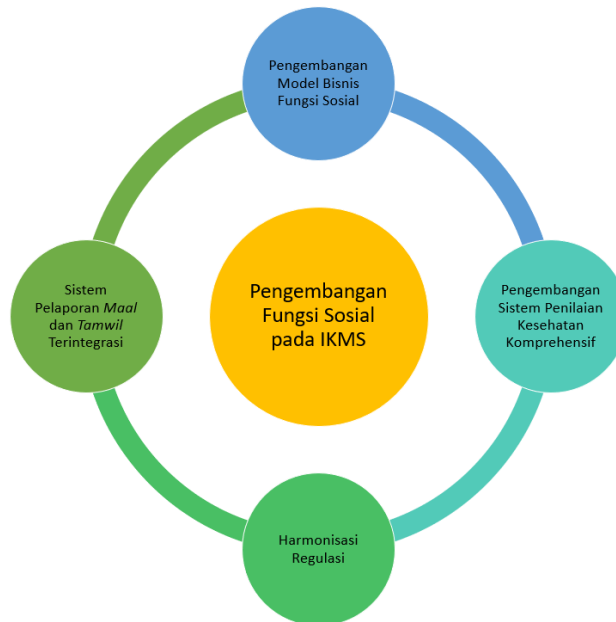 Pengembangan
Model Bisnis
Fungsi Sosial
Sistem
Pelaporan Maal
dan Tamwil
Terintegrasi
Pengembangan
Fungsi Sosial
pada IKMS
Pengembangan
Sistem Penilaian
Kesehatan
Komprehensif
Harmonisasi
Regulasi